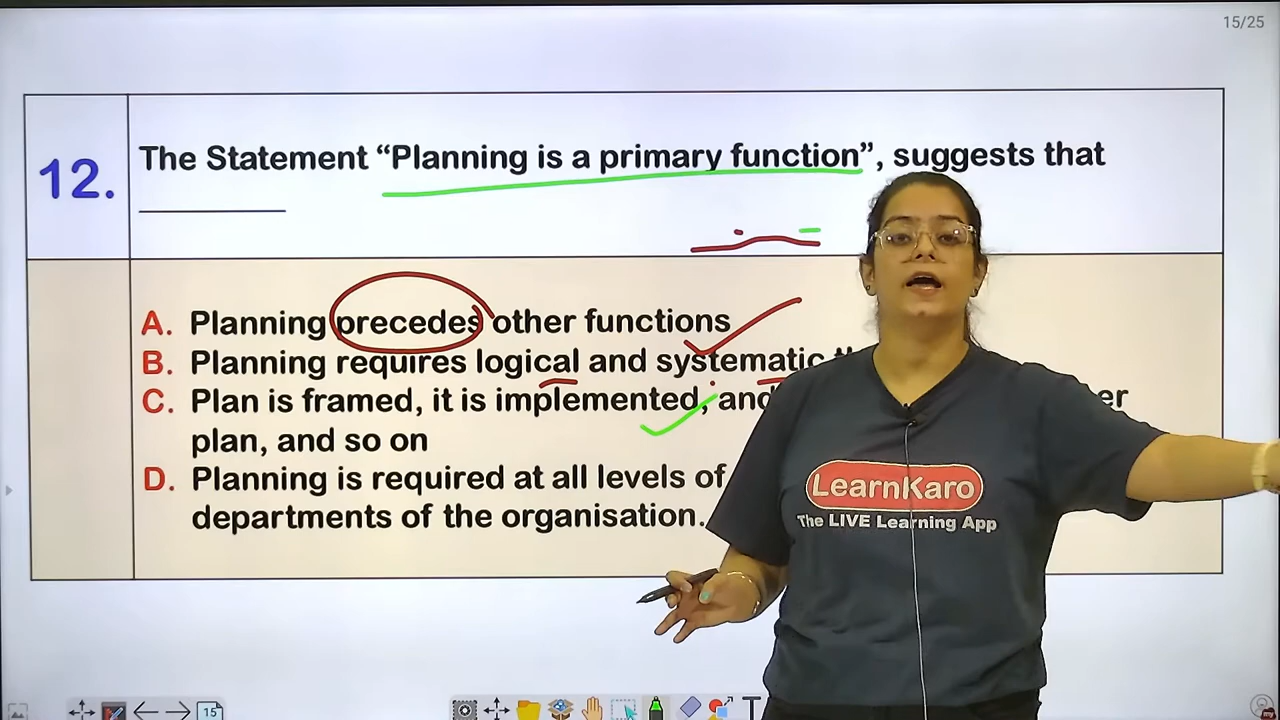 15/25
12.
The Statement “Planning is a primary function”, suggests that
A. Planning precedes other functions
B. Planning requires logical and systematic
C. Plan is framed, it is implemented, and
plan, and so on
D. Planning is required at all levels of
departments of the organisation.
LearnKaro
The LIVE Learning App
15